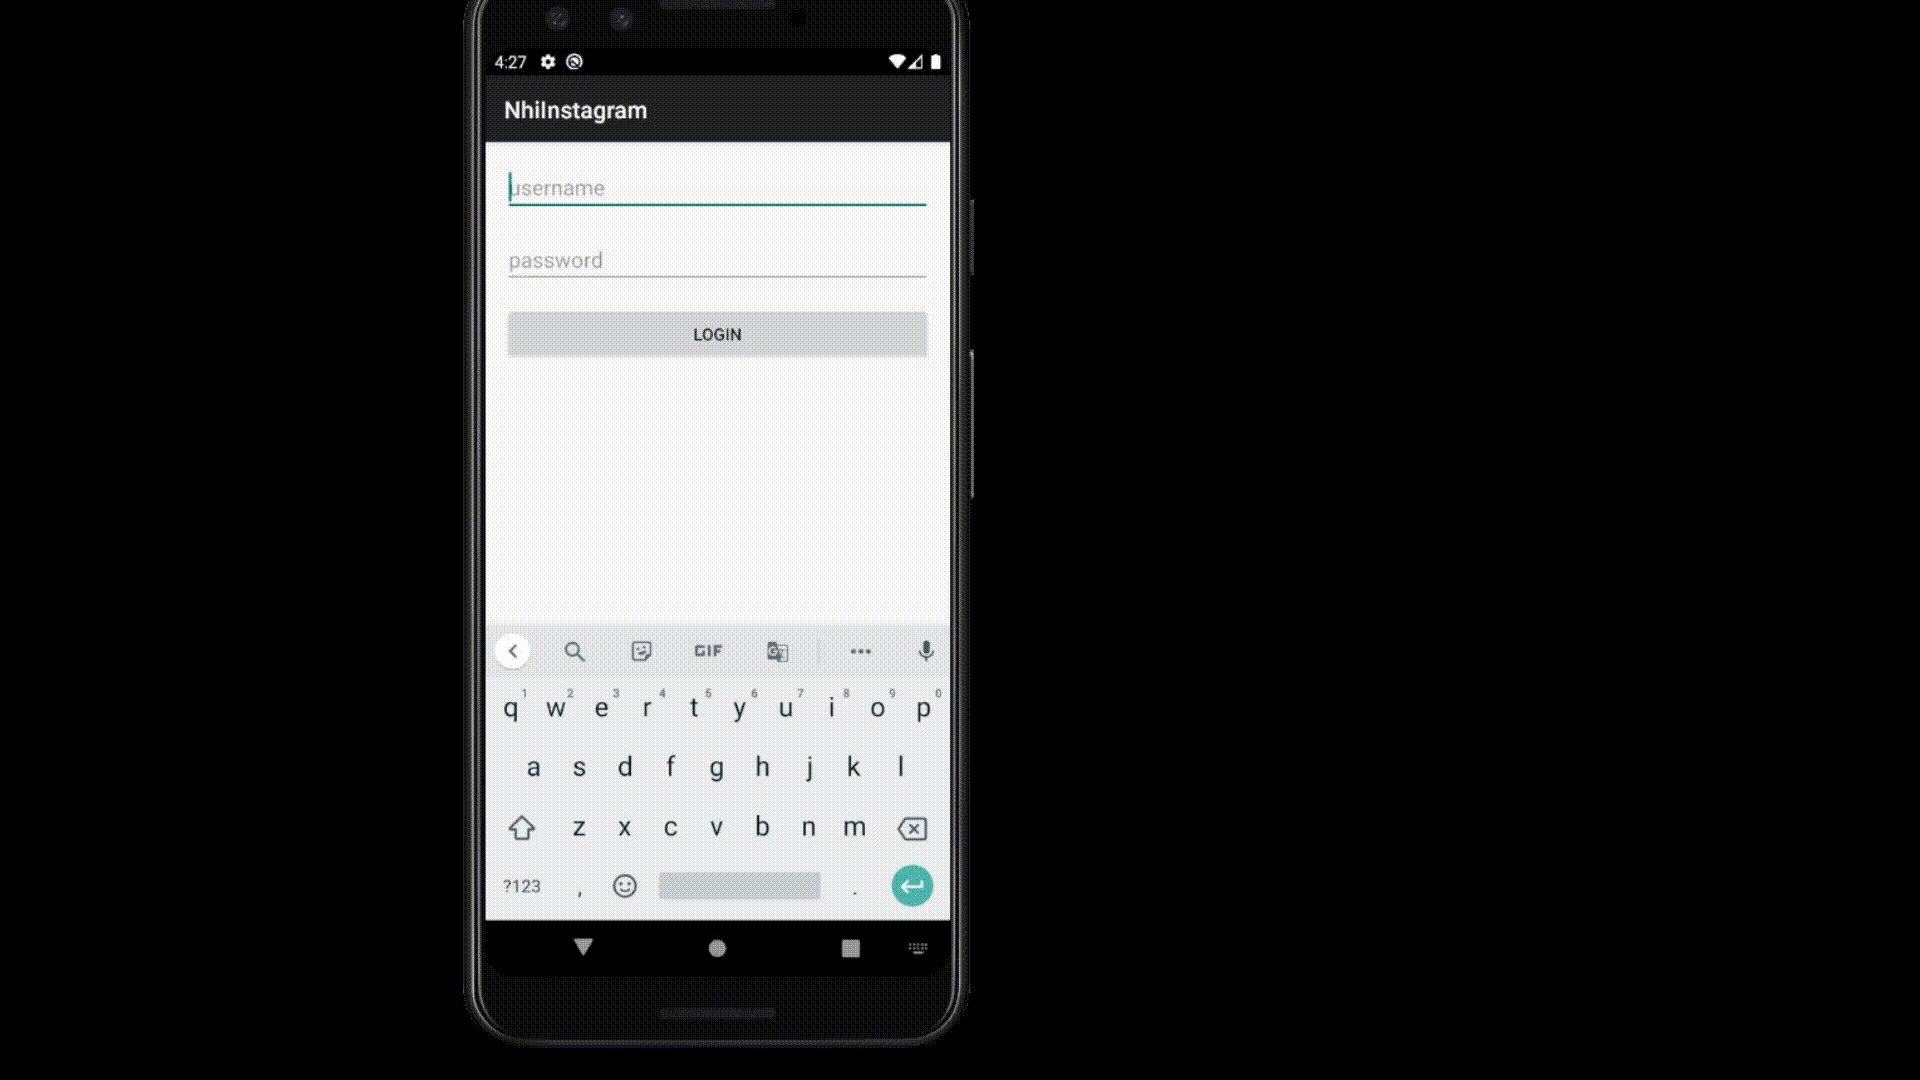 4:27
NhiInstagram
username
password
LOGIN
GIF
1 2 3 4 5 6 7 8 9 0
q w e r t y u i o p
a s d f g h j k l
z x c v b n m
?123 , .